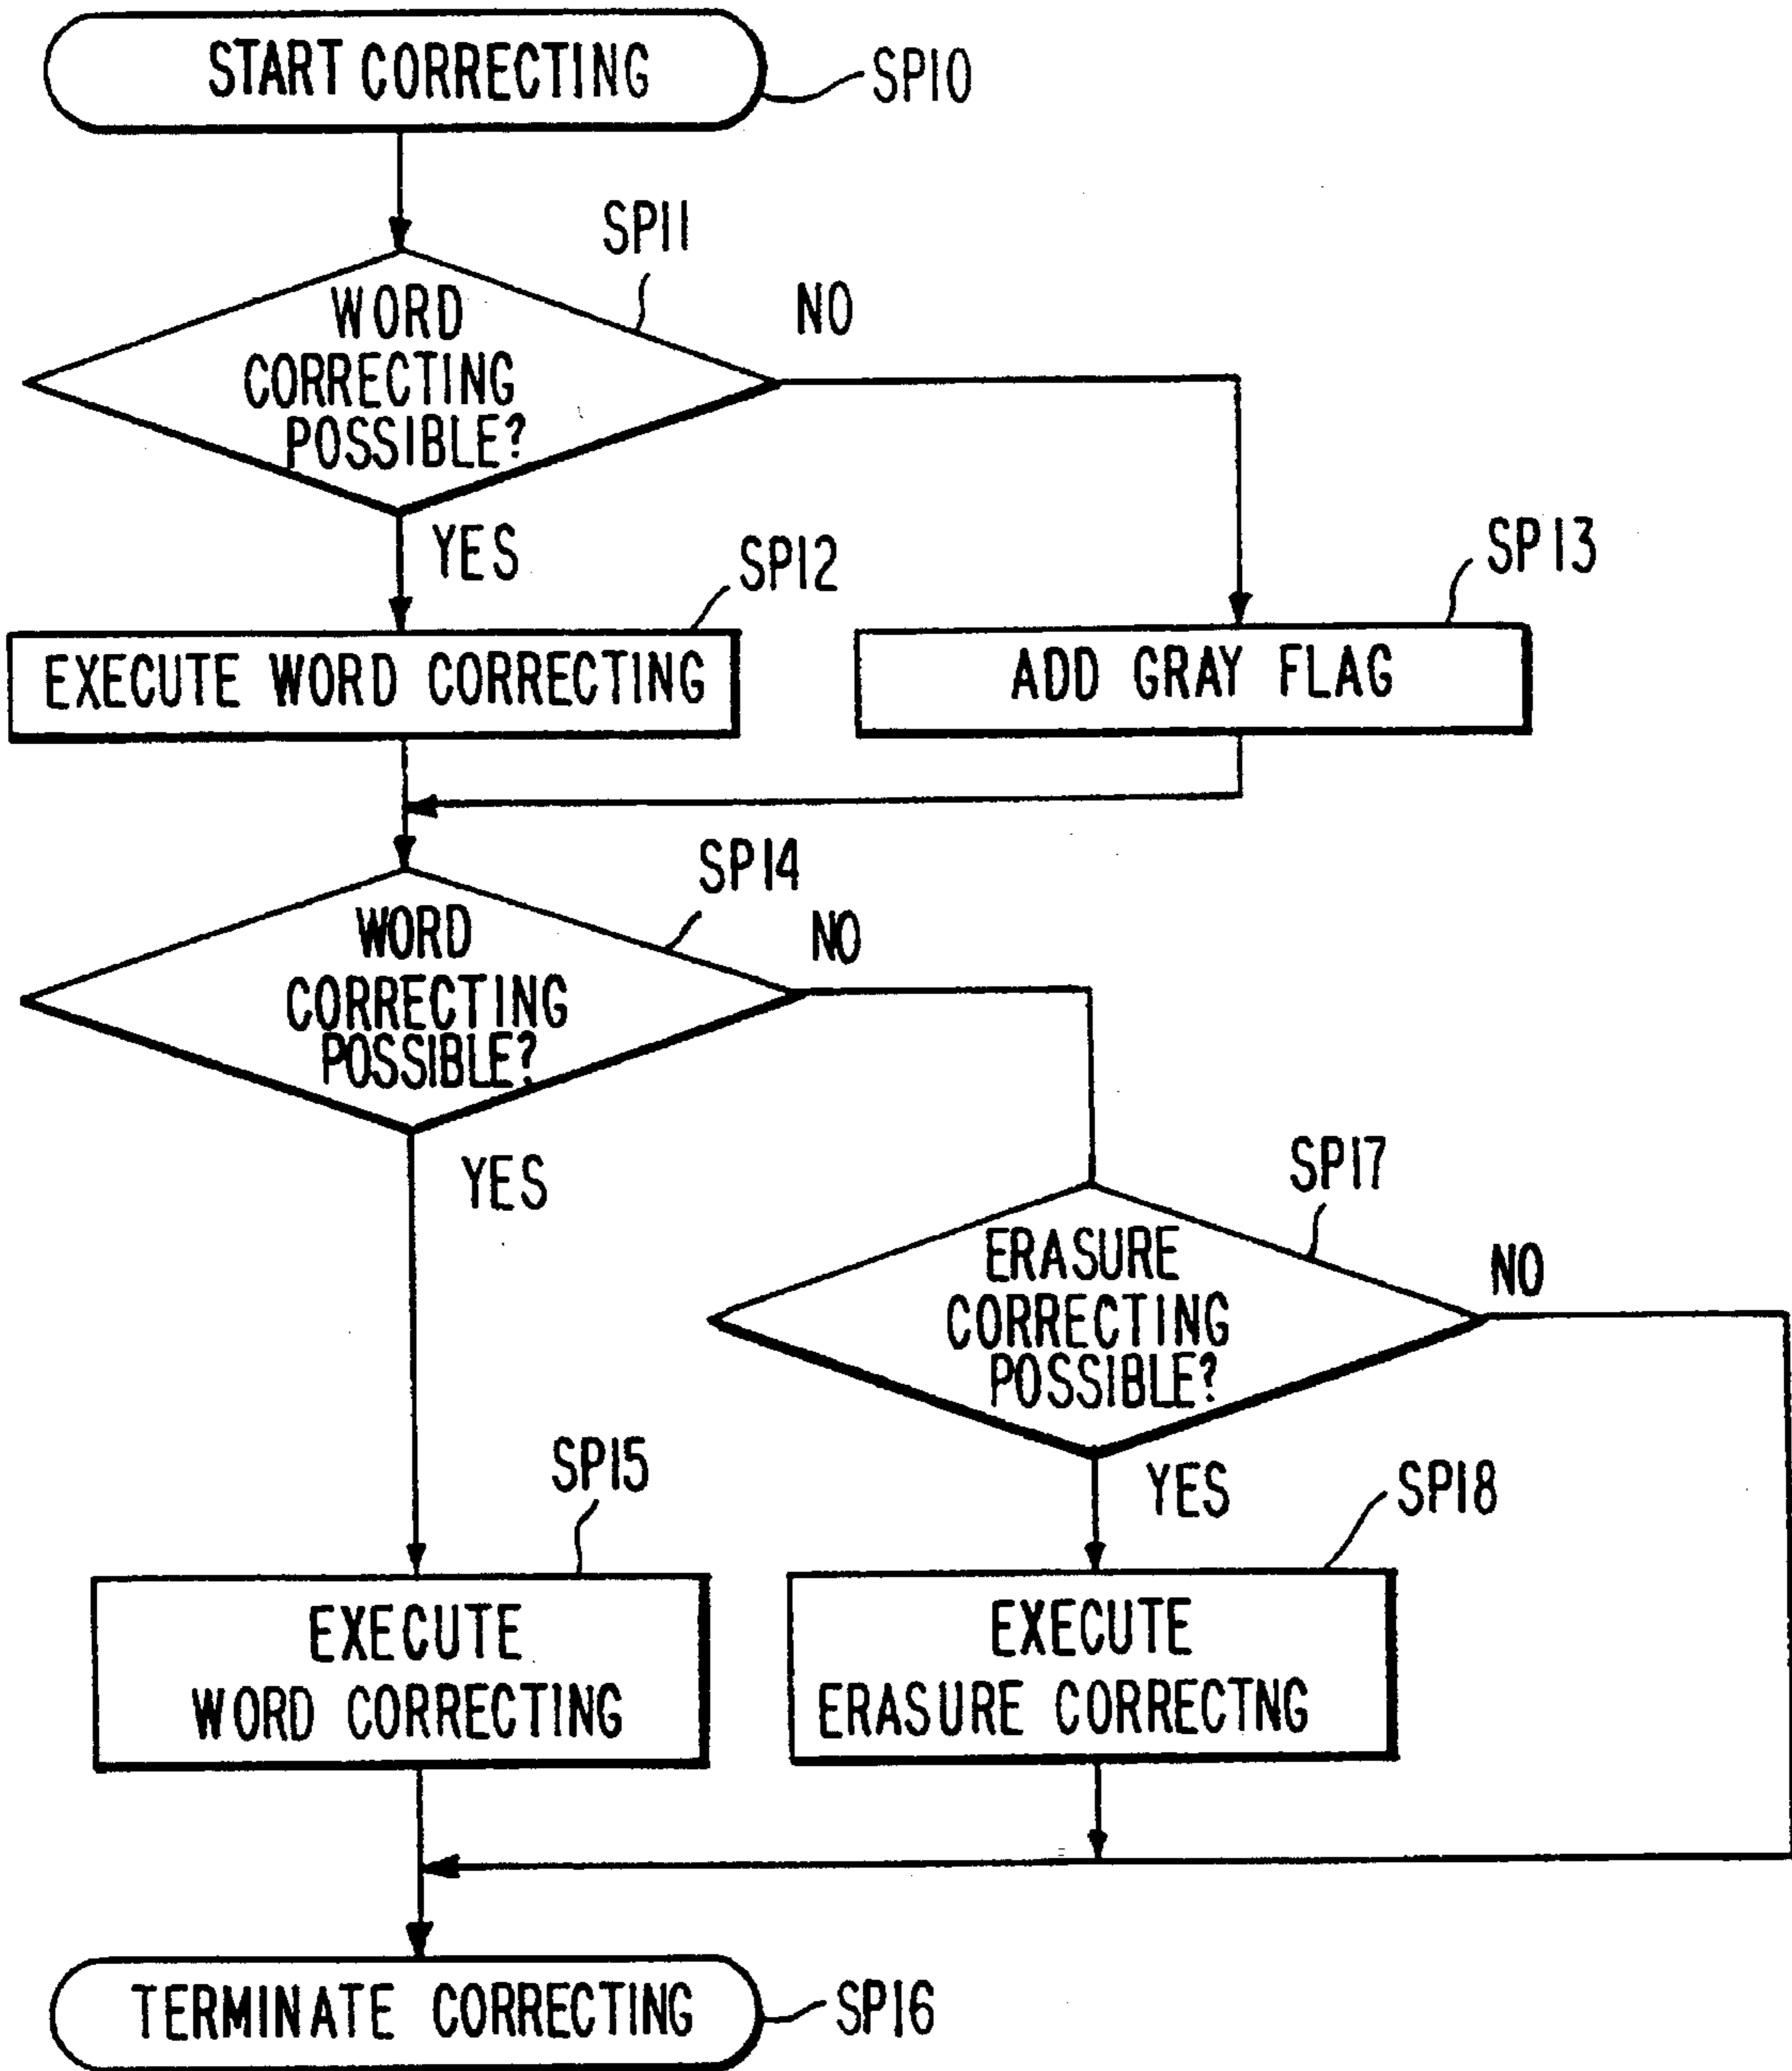 START CORRECTING
SP10
SP11
WORD
CORRECTING
POSSIBLE?
NO
YES
SP12
SP13
EXECUTE WORD CORRECTING
ADD GRAY FLAG
SP14
WORD
CORRECTING
POSSIBLE?
NO
YES
SP17
ERASURE
CORRECTING
POSSIBLE?
NO
YES
SP15
SP18
EXECUTE
WORD CORRECTING
EXECUTE
ERASURE CORRECTNG
TERMINATE CORRECTING
SP16